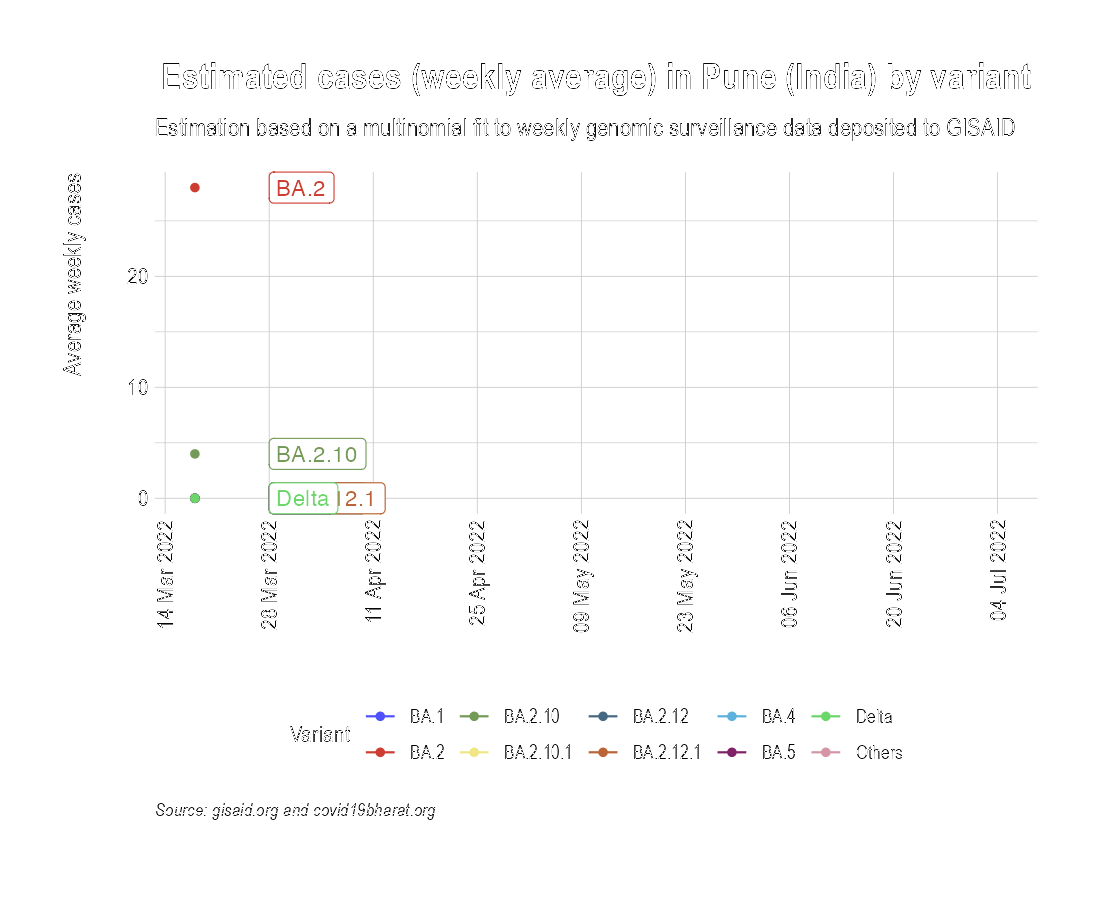 Estimated cases (weekly average) in Pune (India) by variant
Estimation based on a multinomial fit to weekly genomic surveillance data deposited to GISAID
Average weekly cases
BA.2
20
10
BA.2.10
0
Delta
2.1
14 Mar 2022
28 Mar 2022
11 Apr 2022
25 Apr 2022
09 May 2022
23 May 2022
06 Jun 2022
20 Jun 2022
04 Jul 2022
Variant
BA.1 BA.2.10 BA.2.12 BA.4 Delta
BA.2 BA.2.10.1 BA.2.12.1 BA.5 Others
Source: gisaid.org and covid19bharat.org